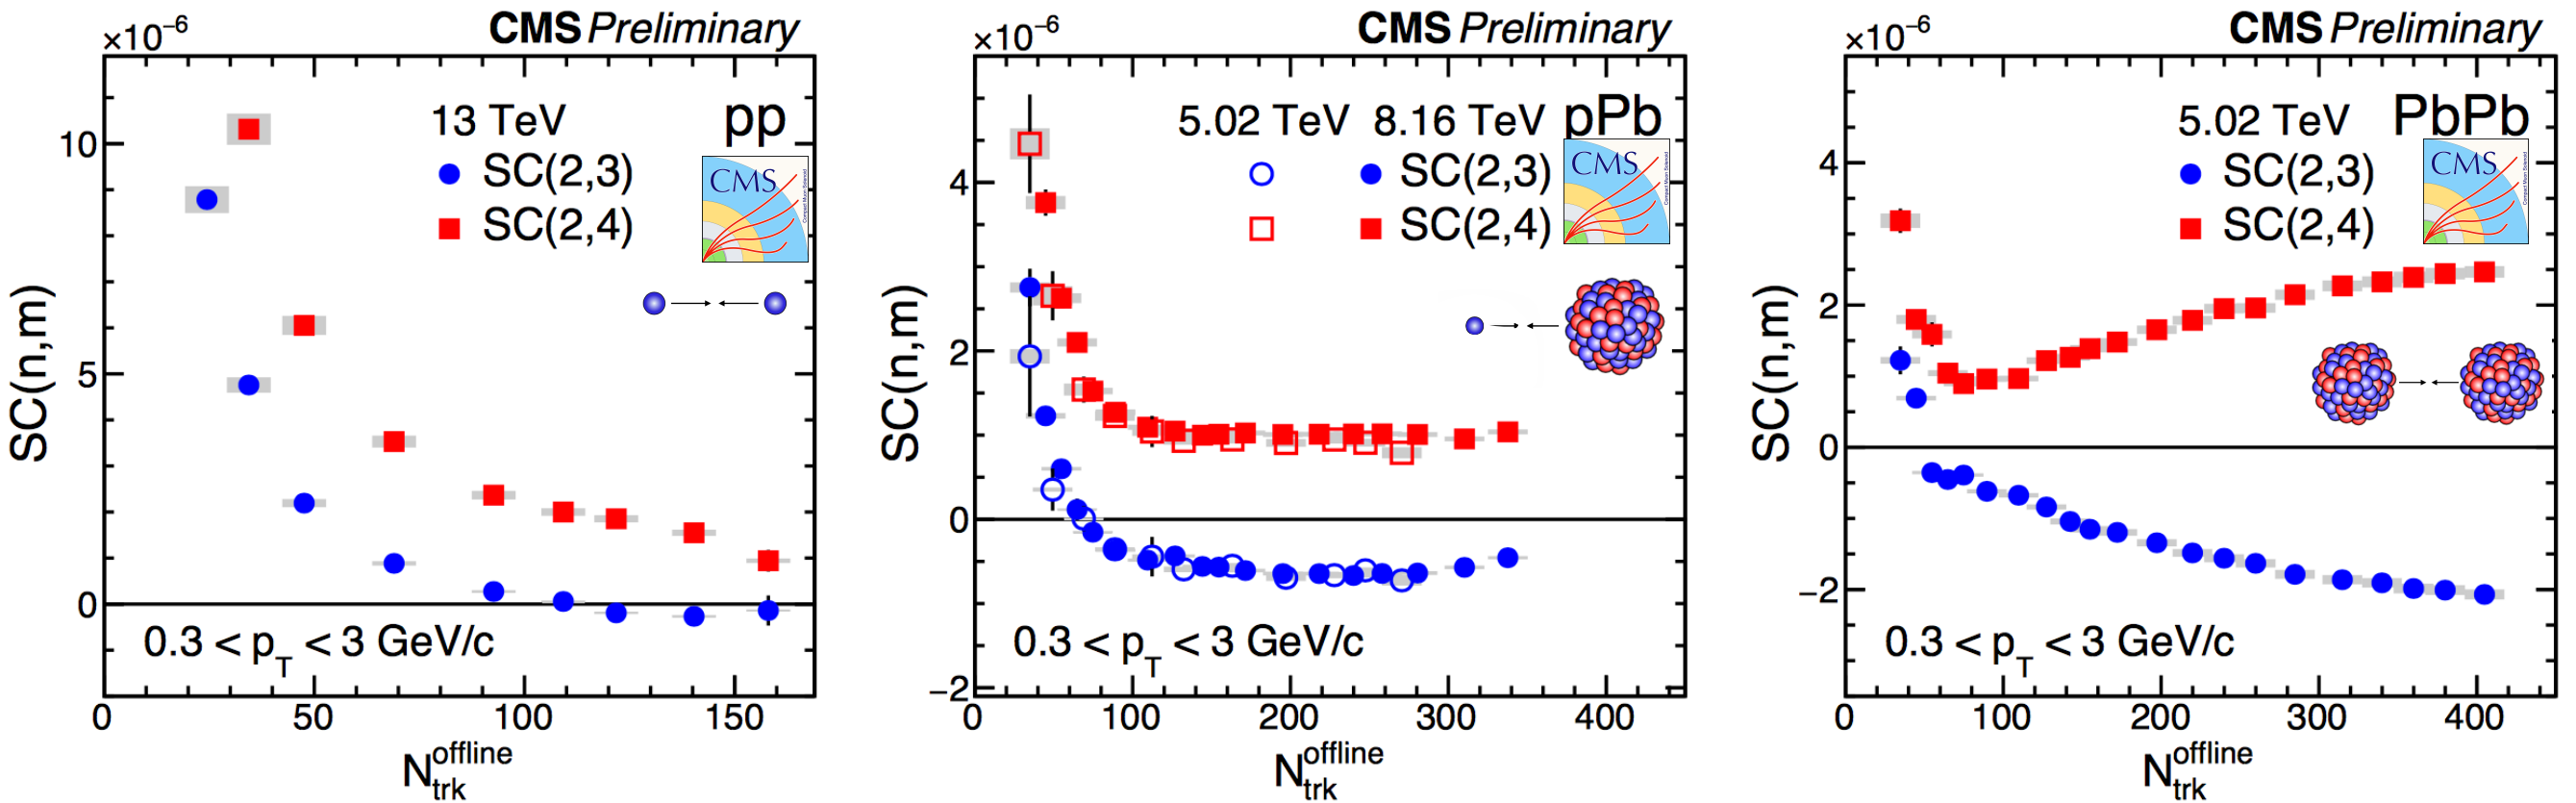 ×10⁻⁶ CMS Preliminary
13 TeV pp
SC(2,3)
SC(2,4)
CMS
10
5
0
SC(n,m)
0.3 < p_T < 3 GeV/c
0 50 100 150
N_trk^offline
×10⁻⁶ CMS Preliminary
5.02 TeV 8.16 TeV pPb
SC(2,3)
SC(2,4)
CMS
4
2
0
−2
SC(n,m)
0.3 < p_T < 3 GeV/c
0 100 200 300 400
N_trk^offline
×10⁻⁶ CMS Preliminary
5.02 TeV PbPb
SC(2,3)
SC(2,4)
CMS
4
2
0
−2
SC(n,m)
0.3 < p_T < 3 GeV/c
0 100 200 300 400
N_trk^offline